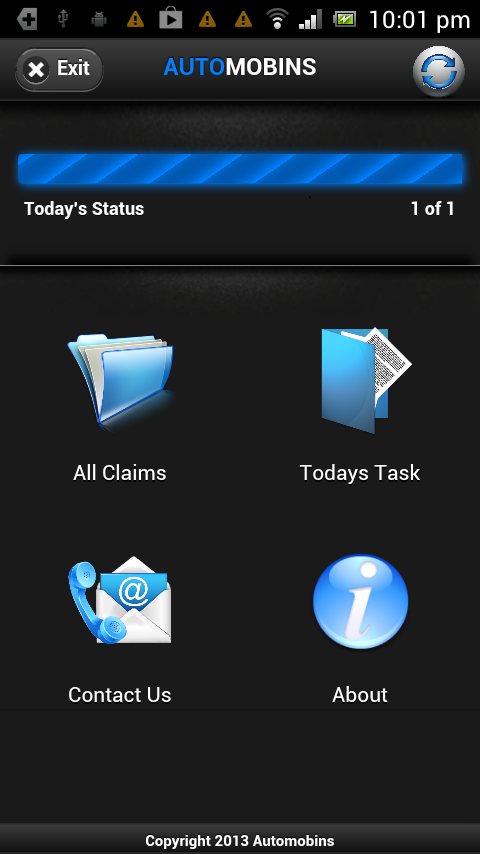 10:01 pm
Exit
AUTOMOBINS
Today's Status
1 of 1
All Claims
Todays Task
@
i
Contact Us
About
Copyright 2013 Automobins